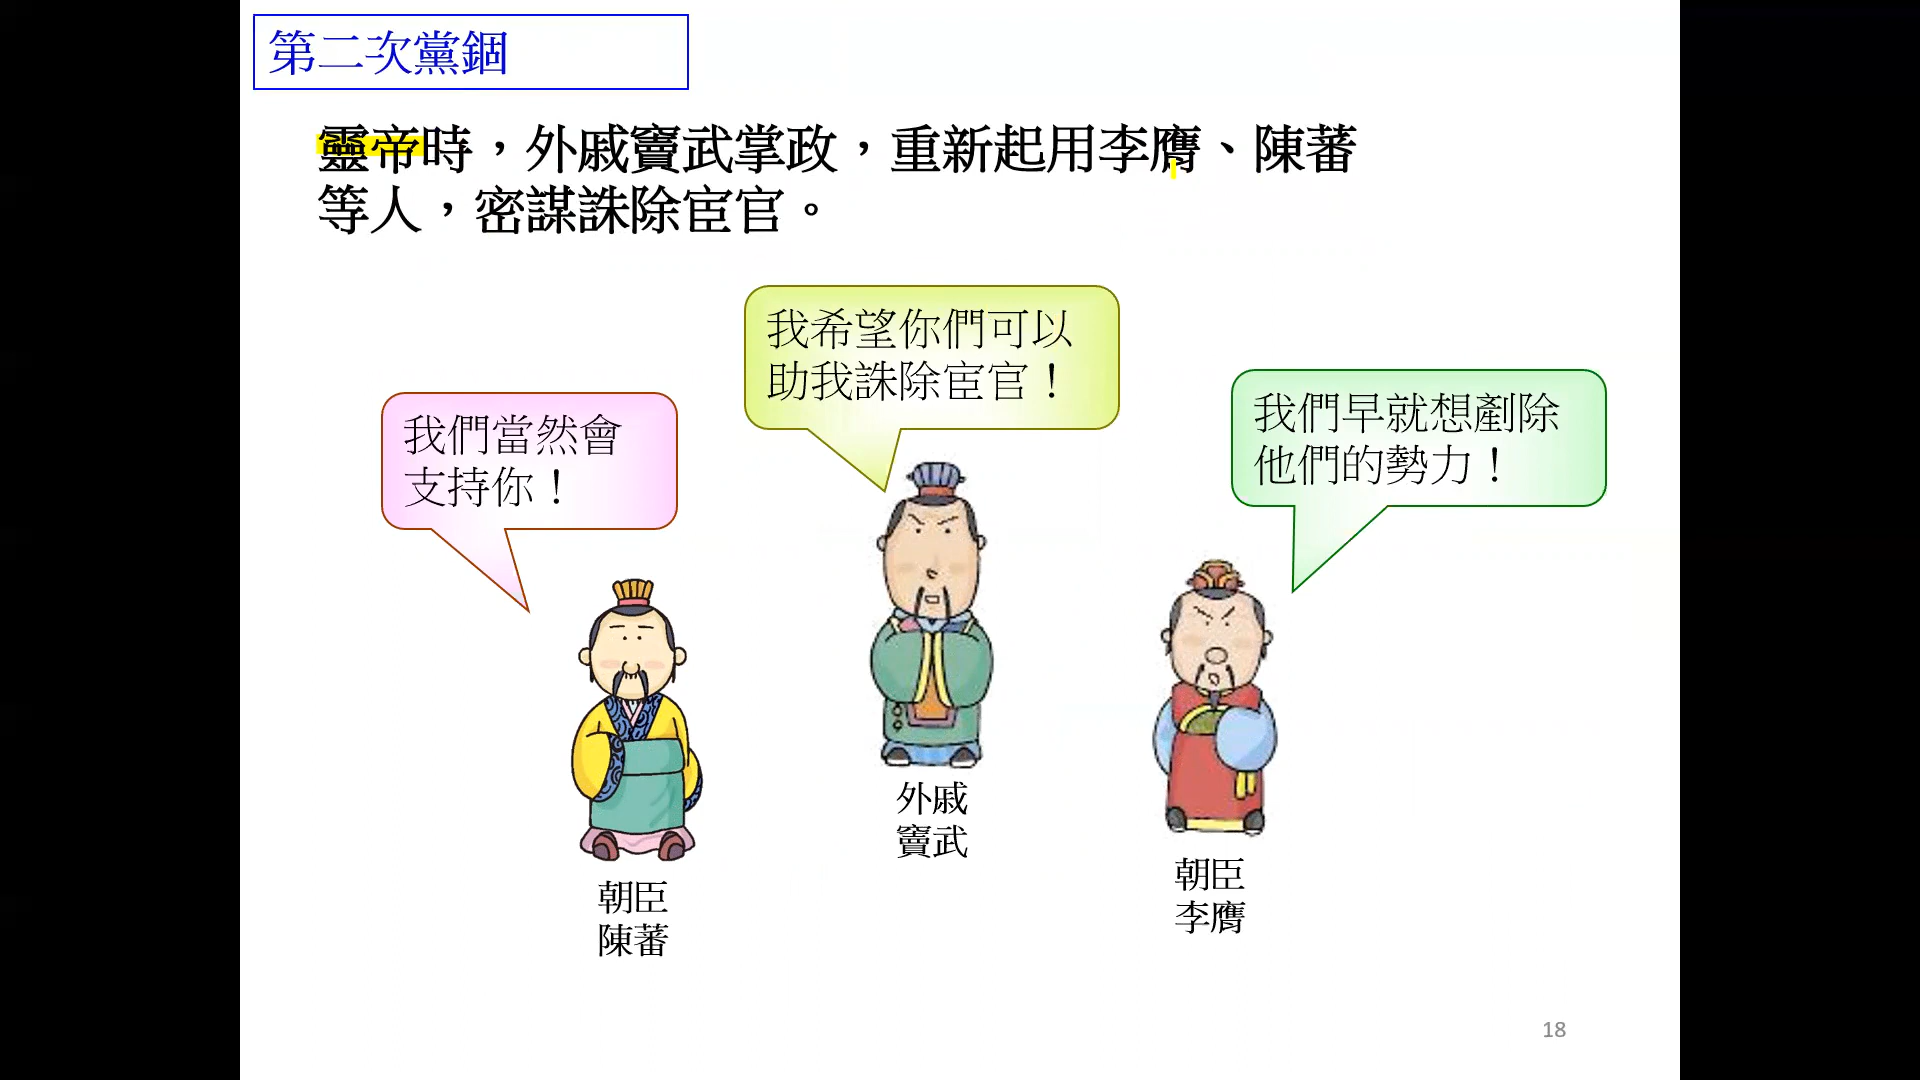 第二次黨錮
靈帝時，外戚竇武掌政，重新起用李膺、陳蕃
等人，密謀誅除宦官。
我希望你們可以
助我誅除宦官！
我們早就想剷除
他們的勢力！
我們當然會
支持你！
外戚
竇武
朝臣
李膺
朝臣
陳蕃
18